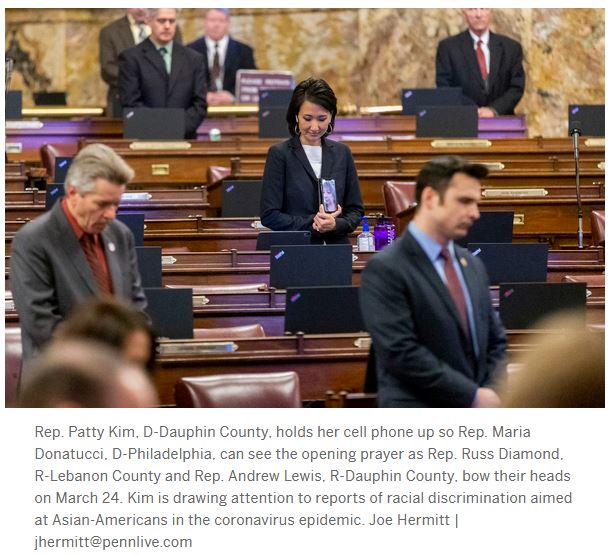 Rep. Patty Kim, D-Dauphin County, holds her cell phone up so Rep. Maria
Donatucci, D-Philadelphia, can see the opening prayer as Rep. Russ Diamond,
R-Lebanon County and Rep. Andrew Lewis, R-Dauphin County, bow their heads
on March 24. Kim is drawing attention to reports of racial discrimination aimed
at Asian-Americans in the coronavirus epidemic. Joe Hermitt |
jhermitt@pennlive.com